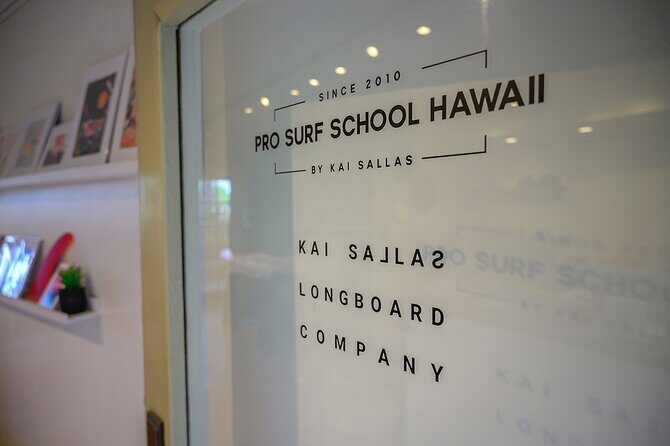 SINCE 2010
PRO SURF SCHOOL HAWAII
BY KAI SALLAS
KAI SALLAS
LONGBOARD
COMPANY